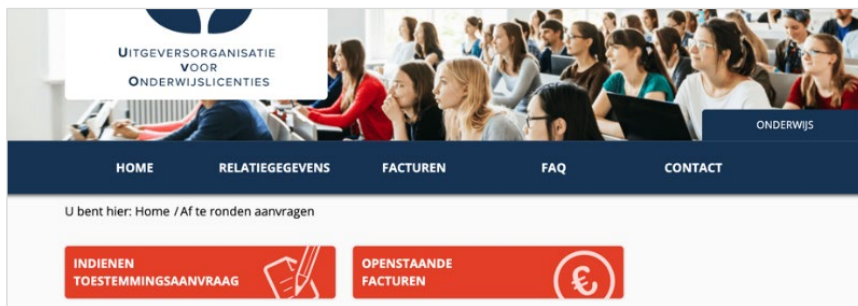 UITGEVERSORGANISATIE
VOOR
ONDERWIJSLICENTIES
ONDERWIJS
HOME RELATIEGEGEVENS FACTUREN FAQ CONTACT
U bent hier: Home / Af te ronden aanvragen
INDIENEN
TOESTEMMINGSAANVRAAG
OPENSTAANDE
FACTUREN
€